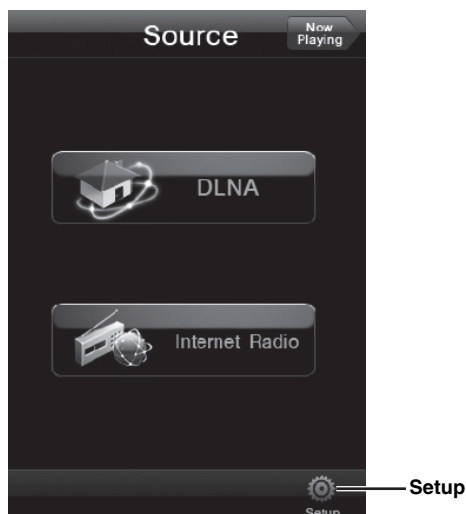 Source
Now
Playing
DLNA
Internet Radio
Setup
Setup